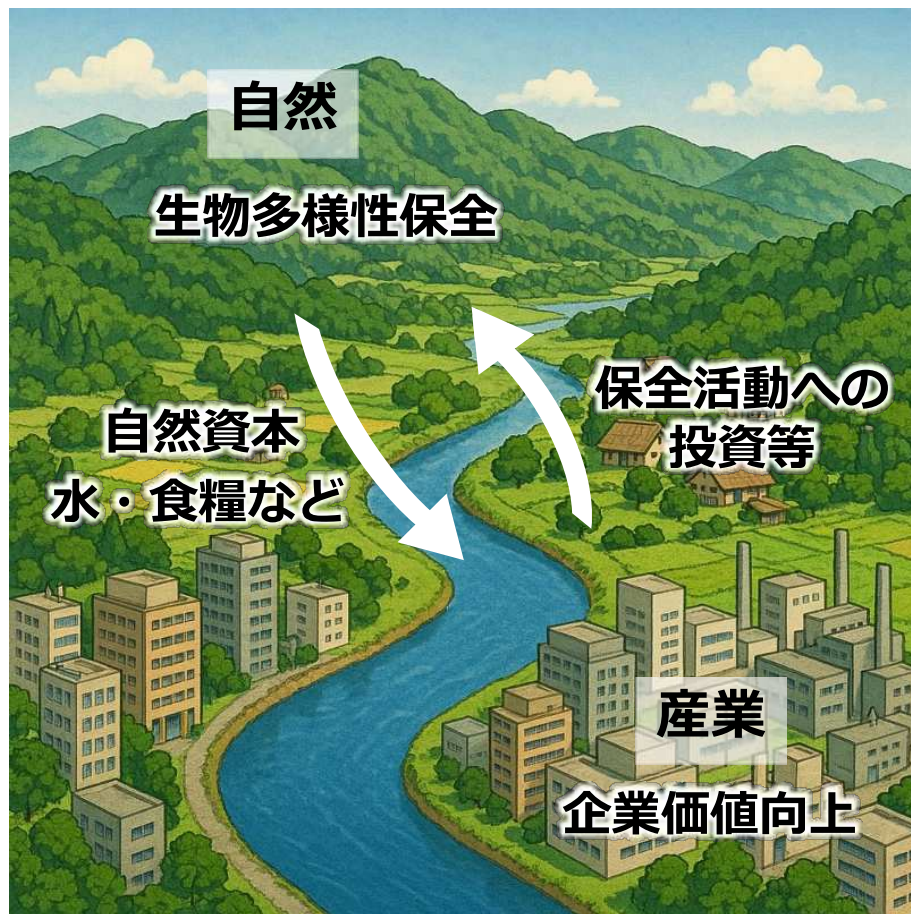 自然
生物多様性保全
保全活動への
投資等
自然資本
水・食糧など
産業
企業価値向上